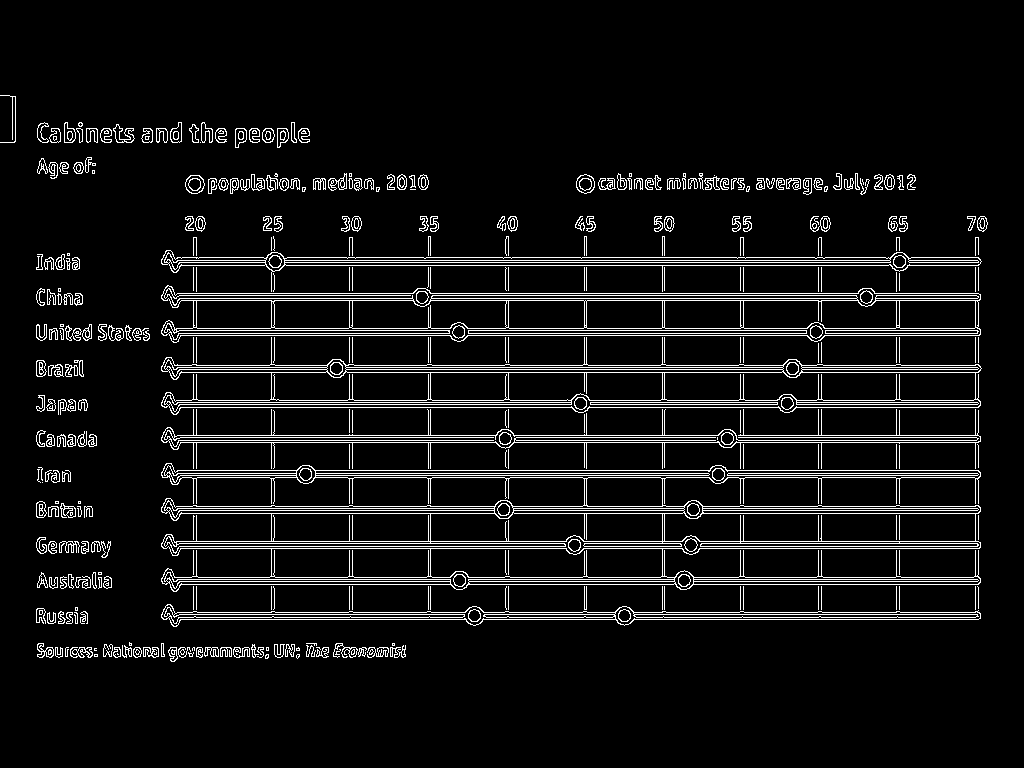 Cabinets and the people
Age of:
population, median, 2010 cabinet ministers, average, July 2012
20 25 30 35 40 45 50 55 60 65 70
India
China
United States
Brazil
Japan
Canada
Iran
Britain
Germany
Australia
Russia
Sources: National governments; UN; The Economist